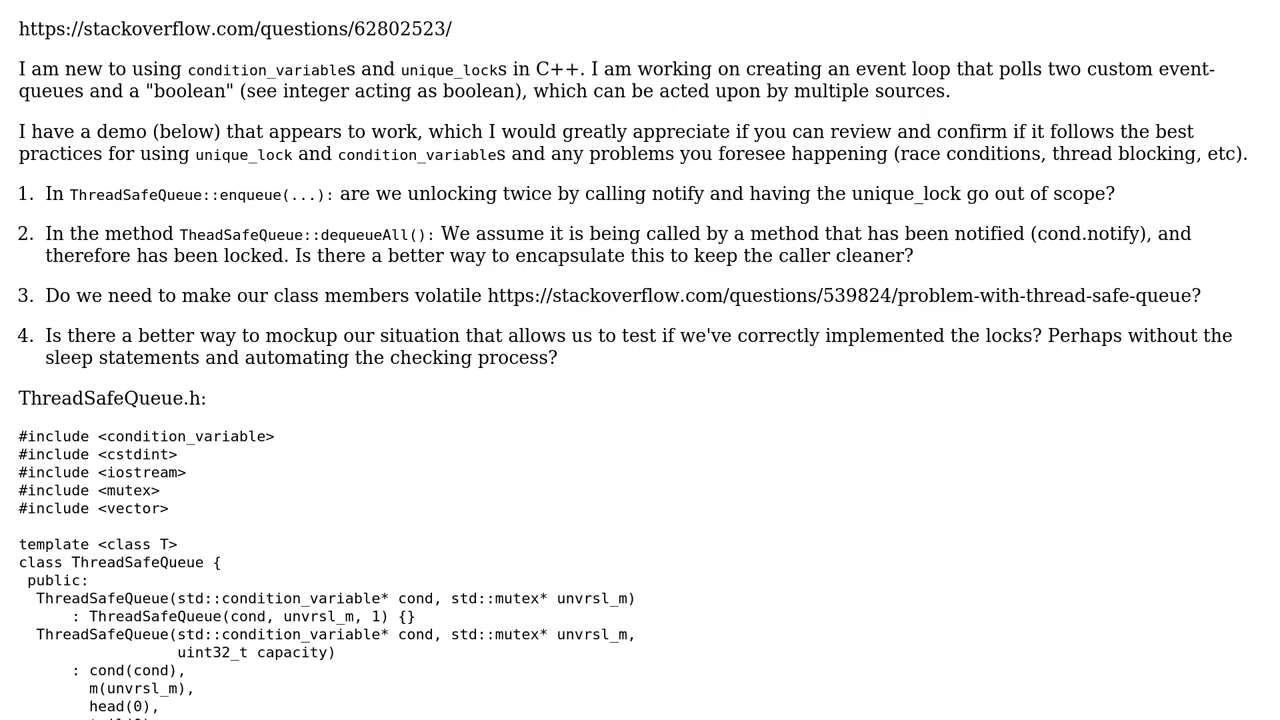 https://stackoverflow.com/questions/62802523/
I am new to using condition_variables and unique_locks in C++. I am working on creating an event loop that polls two custom event-
queues and a "boolean" (see integer acting as boolean), which can be acted upon by multiple sources.
I have a demo (below) that appears to work, which I would greatly appreciate if you can review and confirm if it follows the best
practices for using unique_lock and condition_variables and any problems you foresee happening (race conditions, thread blocking, etc).
1. In ThreadSafeQueue::enqueue(...): are we unlocking twice by calling notify and having the unique_lock go out of scope?
2. In the method TheadSafeQueue::dequeueAll(): We assume it is being called by a method that has been notified (cond.notify), and
therefore has been locked. Is there a better way to encapsulate this to keep the caller cleaner?
3. Do we need to make our class members volatile https://stackoverflow.com/questions/539824/problem-with-thread-safe-queue?
4. Is there a better way to mockup our situation that allows us to test if we've correctly implemented the locks? Perhaps without the
sleep statements and automating the checking process?
ThreadSafeQueue.h:
#include <condition_variable>
#include <cstdint>
#include <iostream>
#include <mutex>
#include <vector>
template <class T>
class ThreadSafeQueue {
public:
ThreadSafeQueue(std::condition_variable* cond, std::mutex* unvrsl_m)
: ThreadSafeQueue(cond, unvrsl_m, 1) {}
ThreadSafeQueue(std::condition_variable* cond, std::mutex* unvrsl_m,
uint32_t capacity)
: cond(cond),
m(unvrsl_m),
head(0),